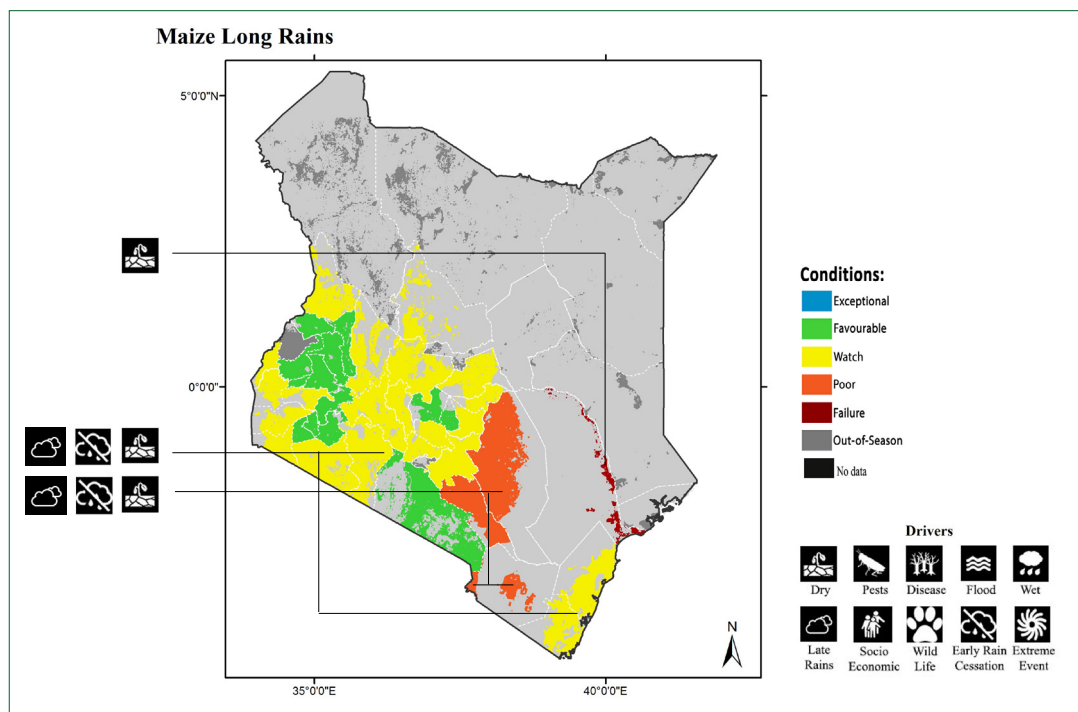 Maize Long Rains
5°0'0"N
0°0'0"
35°0'0"E
40°0'0"E
N
Conditions:
Exceptional
Favourable
Watch
Poor
Failure
Out-of-Season
No data
Drivers
Dry
Pests
Disease
Flood
Wet
Late
Rains
Socio
Economic
Wild
Life
Early Rain
Cessation
Extreme
Event